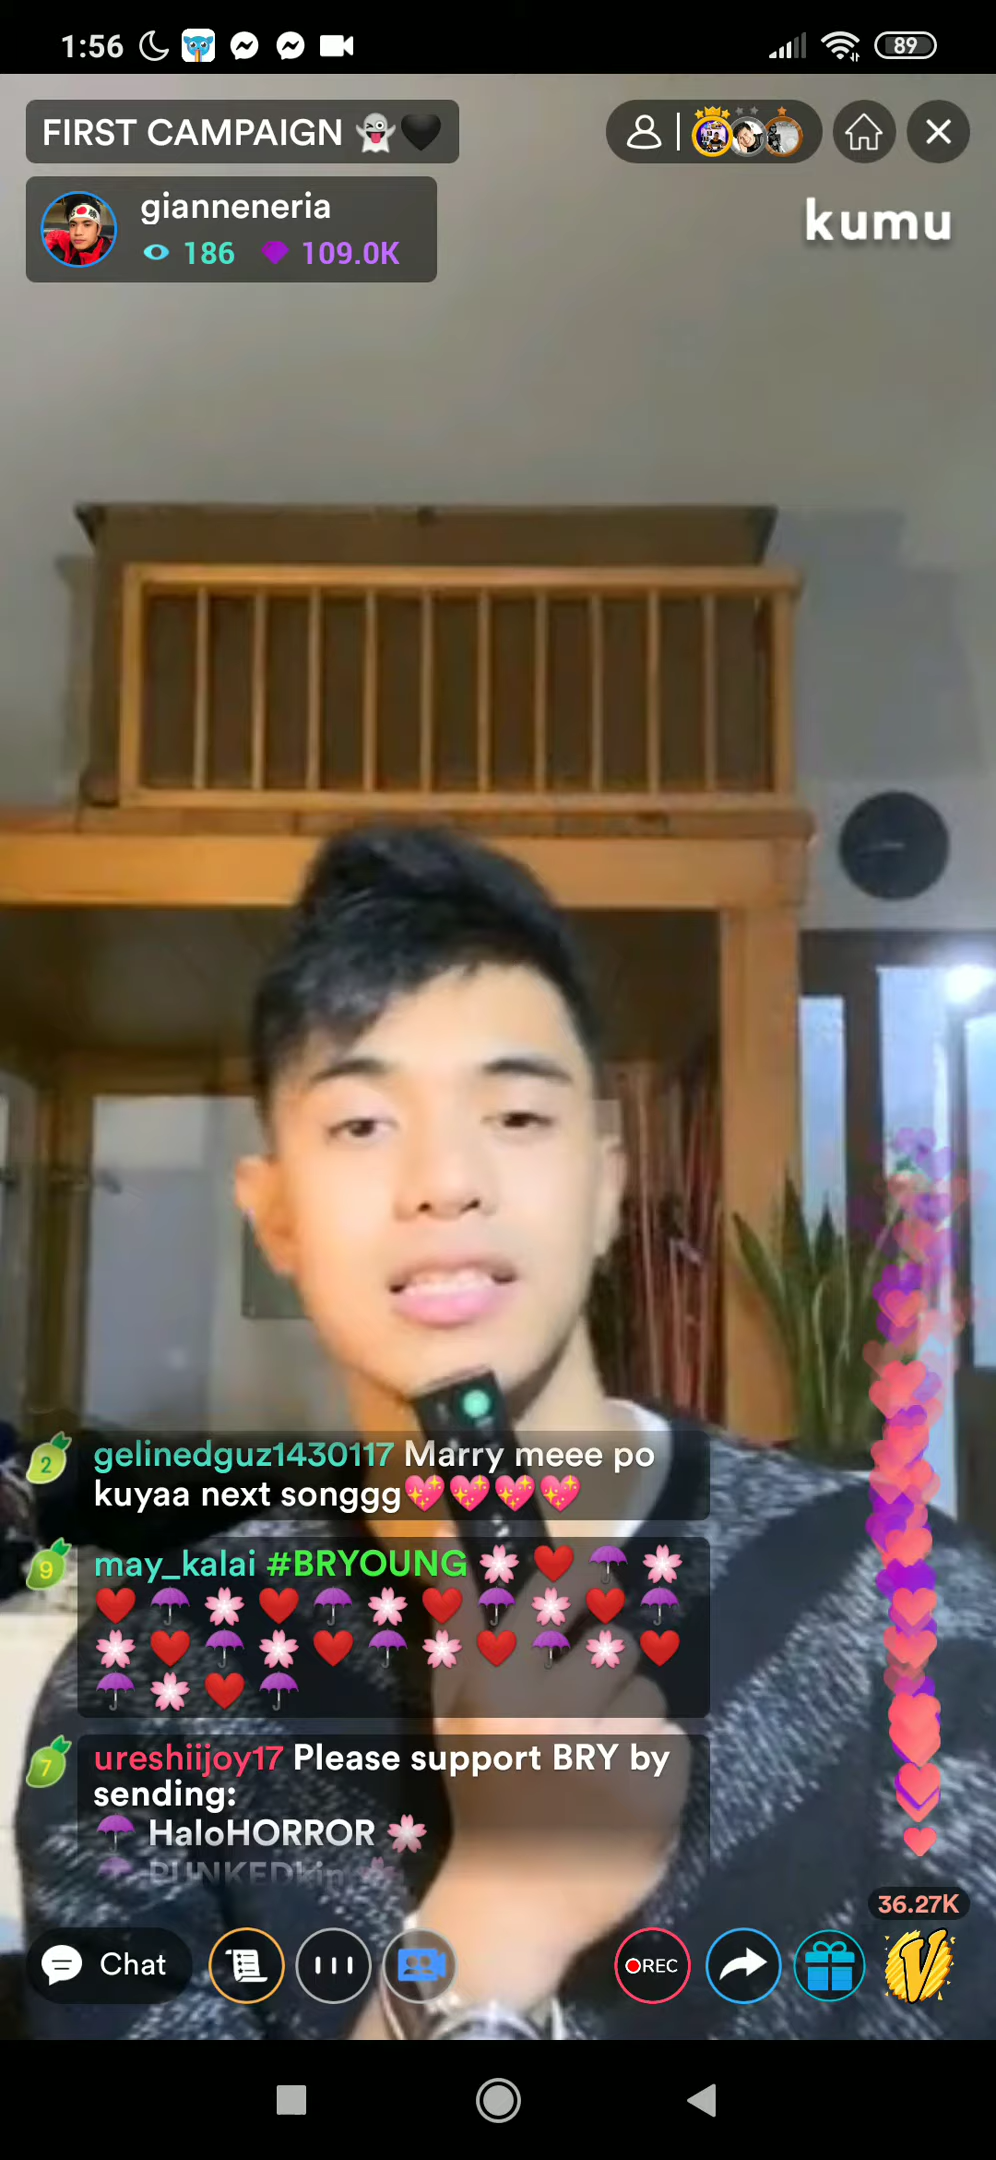 1:56
89
FIRST CAMPAIGN 👻🖤
gianneneria
186 109.0K
kumu
2 gelinedguz1430117 Marry meee po
kuyaa next songgg💖💖💖💖
9 may_kalai #BRYOUNG 🌸 ❤️ ☂️ 🌸
❤️ ☂️ 🌸 ❤️ ☂️ 🌸 ❤️ ☂️ 🌸 ❤️ ☂️
🌸 ❤️ ☂️ 🌸 ❤️ ☂️ 🌸 ❤️ ☂️ 🌸 ❤️
☂️ 🌸 ❤️ ☂️
7 ureshiijoy17 Please support BRY by
sending:
☂️ HaloHORROR 🌸
☂️ PUNKEDkin 🌸
36.27K
Chat
REC
V